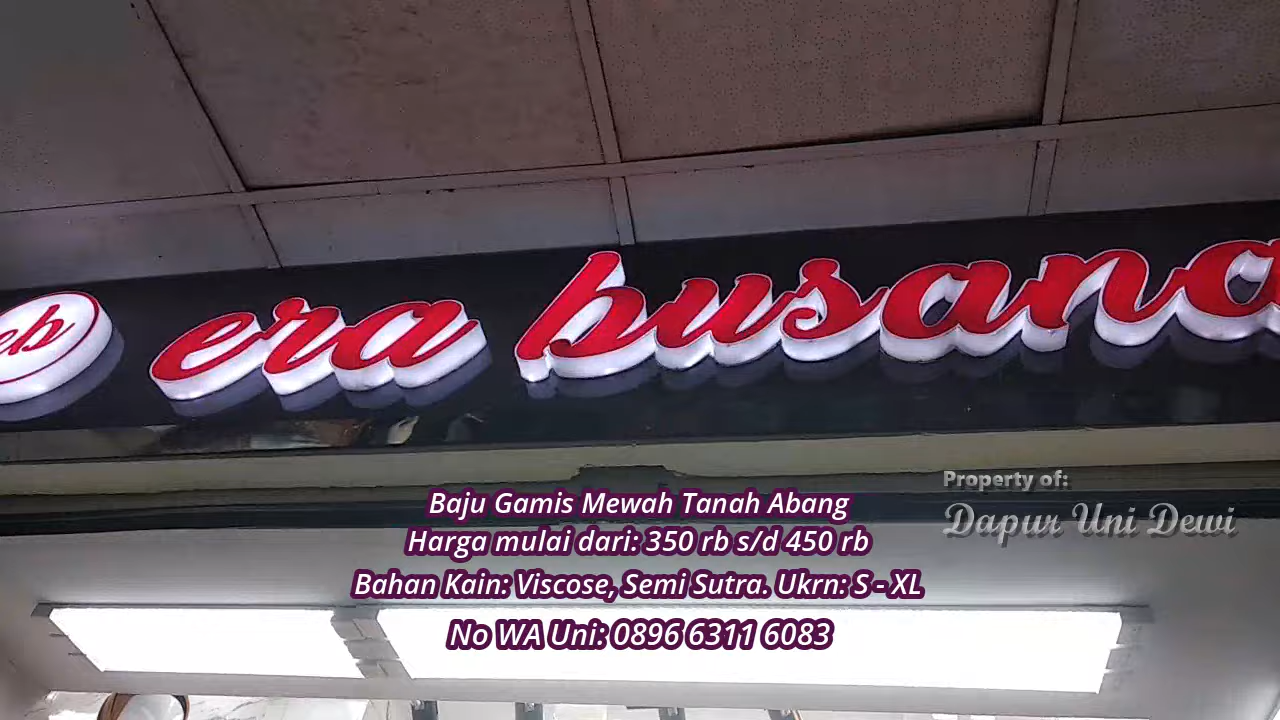 eb era busana
Property of:
Dapur Uni Dewi
Baju Gamis Mewah Tanah Abang
Harga mulai dari: 350 rb s/d 450 rb
Bahan Kain: Viscose, Semi Sutra. Ukrn: S - XL
No WA Uni: 0896 6311 6083